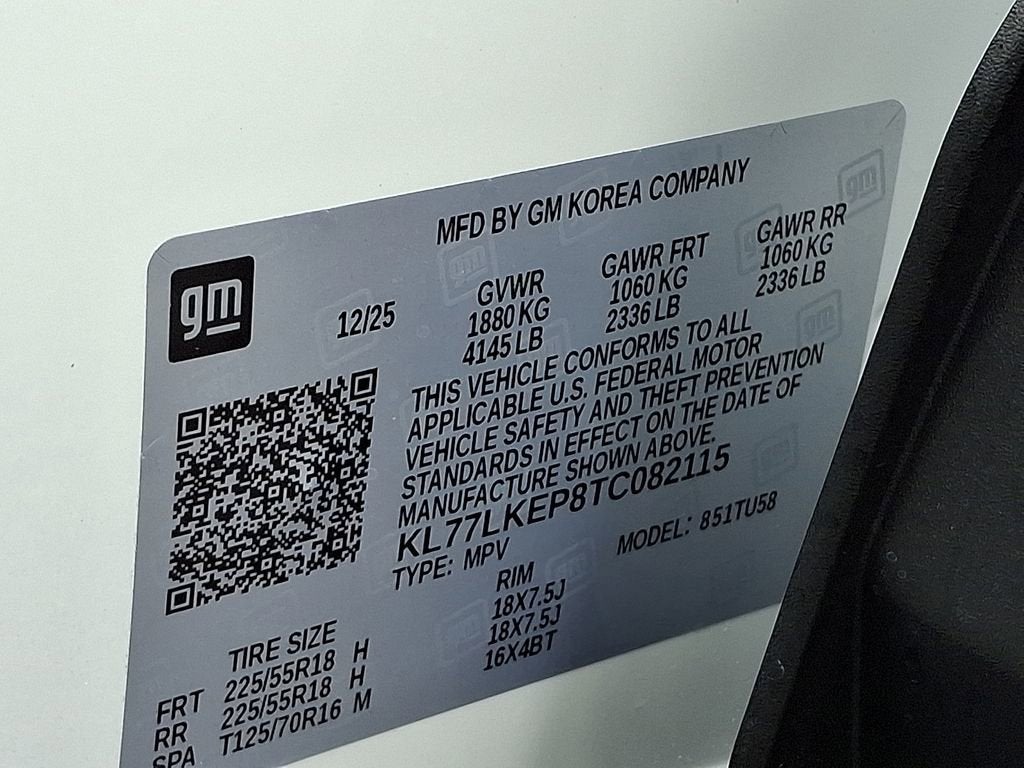 MFD BY GM KOREA COMPANY
gm
12/25
GVWR
1880 KG
4145 LB
GAWR FRT
1060 KG
2336 LB
GAWR RR
1060 KG
2336 LB
THIS VEHICLE CONFORMS TO ALL
APPLICABLE U.S. FEDERAL MOTOR
VEHICLE SAFETY AND THEFT PREVENTION
STANDARDS IN EFFECT ON THE DATE OF
MANUFACTURE SHOWN ABOVE.
KL77LKEP8TC082115
TYPE: MPV
MODEL: 851TU58
TIRE SIZE
RIM
FRT 225/55R18 H 18X7.5J
RR 225/55R18 H 18X7.5J
SPA T125/70R16 M 16X4BT